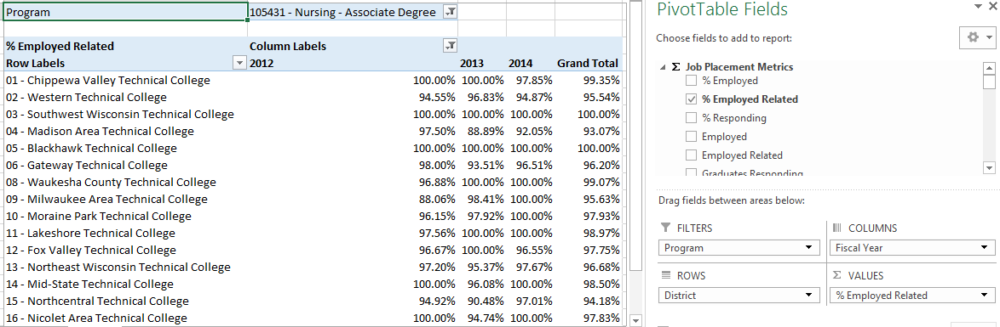 Program 105431 - Nursing - Associate Degree
% Employed Related Column Labels
Row Labels 2012 2013 2014 Grand Total
01 - Chippewa Valley Technical College 100.00% 100.00% 97.85% 99.35%
02 - Western Technical College 94.55% 96.83% 94.87% 95.54%
03 - Southwest Wisconsin Technical College 100.00% 100.00% 100.00% 100.00%
04 - Madison Area Technical College 97.50% 88.89% 92.05% 93.07%
05 - Blackhawk Technical College 100.00% 100.00% 100.00% 100.00%
06 - Gateway Technical College 98.00% 93.51% 96.51% 96.20%
08 - Waukesha County Technical College 96.88% 100.00% 100.00% 99.07%
09 - Milwaukee Area Technical College 88.06% 98.41% 100.00% 95.63%
10 - Moraine Park Technical College 96.15% 97.92% 100.00% 97.93%
11 - Lakeshore Technical College 97.56% 100.00% 100.00% 98.97%
12 - Fox Valley Technical College 96.67% 100.00% 96.55% 97.75%
13 - Northeast Wisconsin Technical College 97.20% 95.37% 97.67% 96.68%
14 - Mid-State Technical College 100.00% 96.08% 100.00% 98.50%
15 - Northcentral Technical College 94.92% 90.48% 97.01% 94.18%
16 - Nicolet Area Technical College 100.00% 94.74% 100.00% 97.83%
PivotTable Fields
Choose fields to add to report:
Σ Job Placement Metrics
% Employed
% Employed Related
% Responding
Employed
Employed Related
Graduates Responding
Drag fields between areas below:
FILTERS
Program
COLUMNS
Fiscal Year
ROWS
District
Σ VALUES
% Employed Related